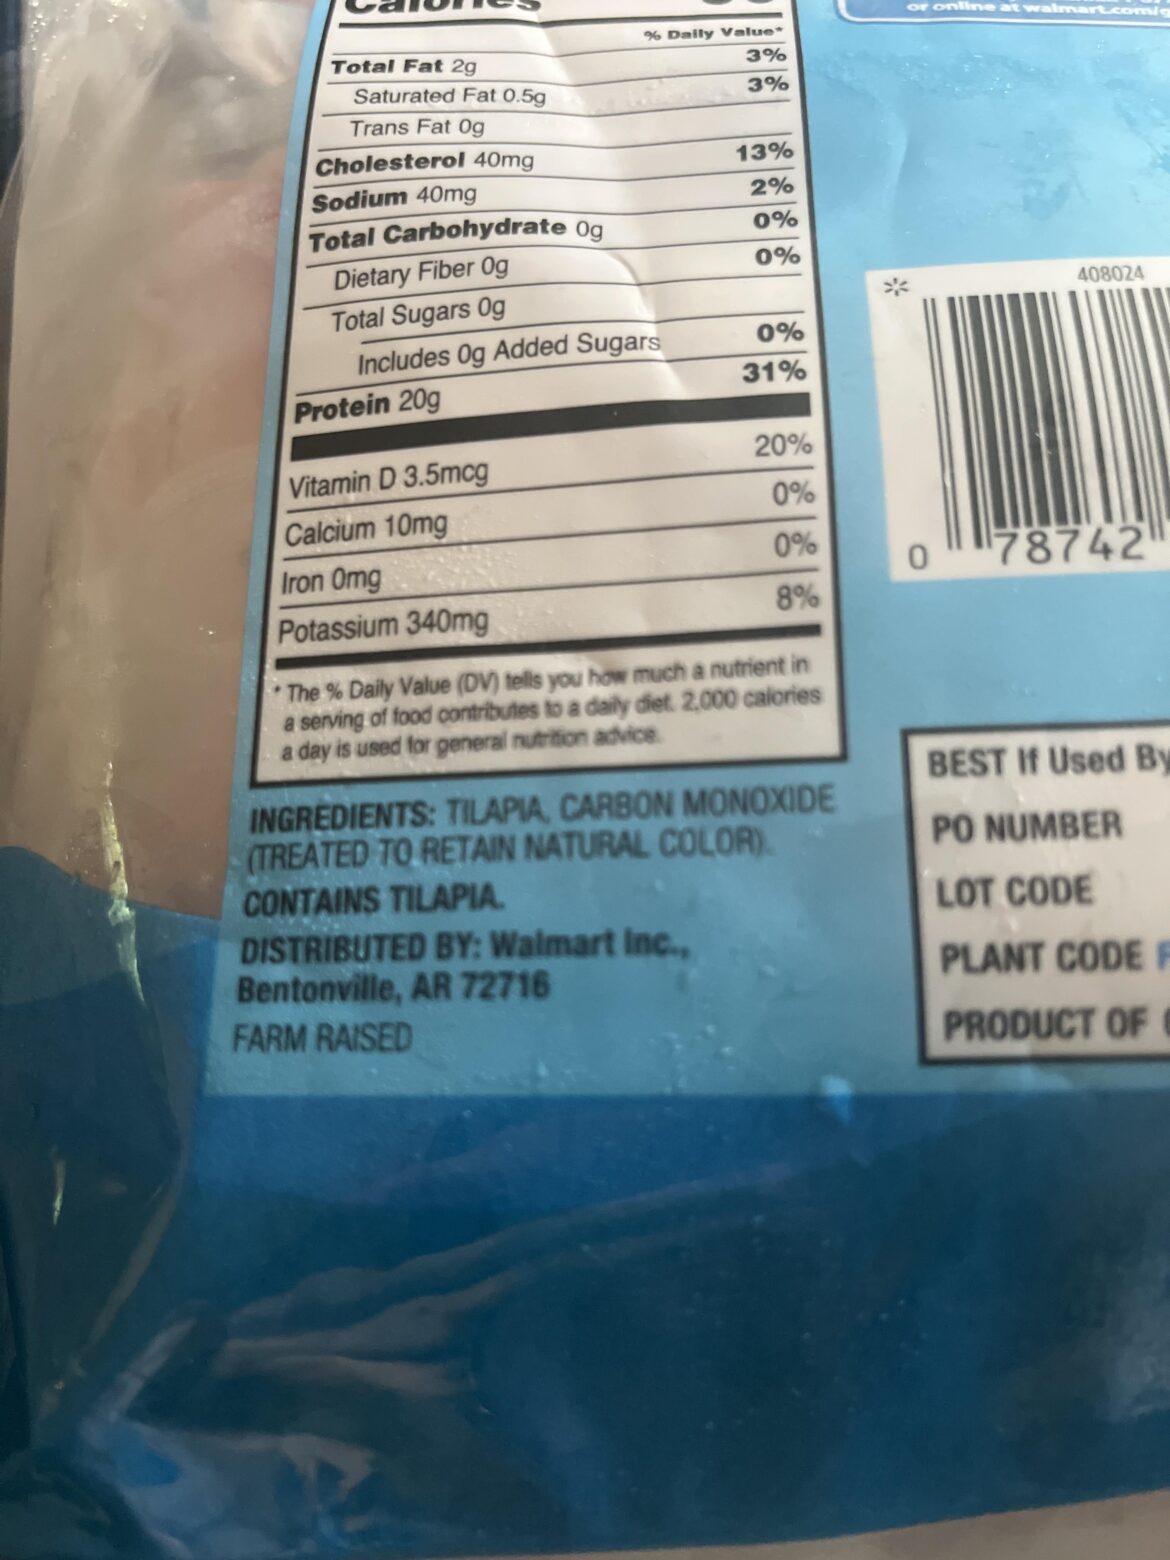 Calories
or online at walmart.com/
% Daily Value*
Total Fat 2g 3%
Saturated Fat 0.5g 3%
Trans Fat 0g
Cholesterol 40mg 13%
Sodium 40mg 2%
Total Carbohydrate 0g 0%
Dietary Fiber 0g 0%
Total Sugars 0g
Includes 0g Added Sugars 0%
Protein 20g 31%
Vitamin D 3.5mcg 20%
Calcium 10mg 0%
Iron 0mg 0%
Potassium 340mg 8%
* The % Daily Value (DV) tells you how much a nutrient in
a serving of food contributes to a daily diet. 2,000 calories
a day is used for general nutrition advice.
INGREDIENTS: TILAPIA, CARBON MONOXIDE
(TREATED TO RETAIN NATURAL COLOR).
CONTAINS TILAPIA.
DISTRIBUTED BY: Walmart Inc.,
Bentonville, AR 72716
FARM RAISED
408024
0 78742
BEST If Used By
PO NUMBER
LOT CODE
PLANT CODE
PRODUCT OF